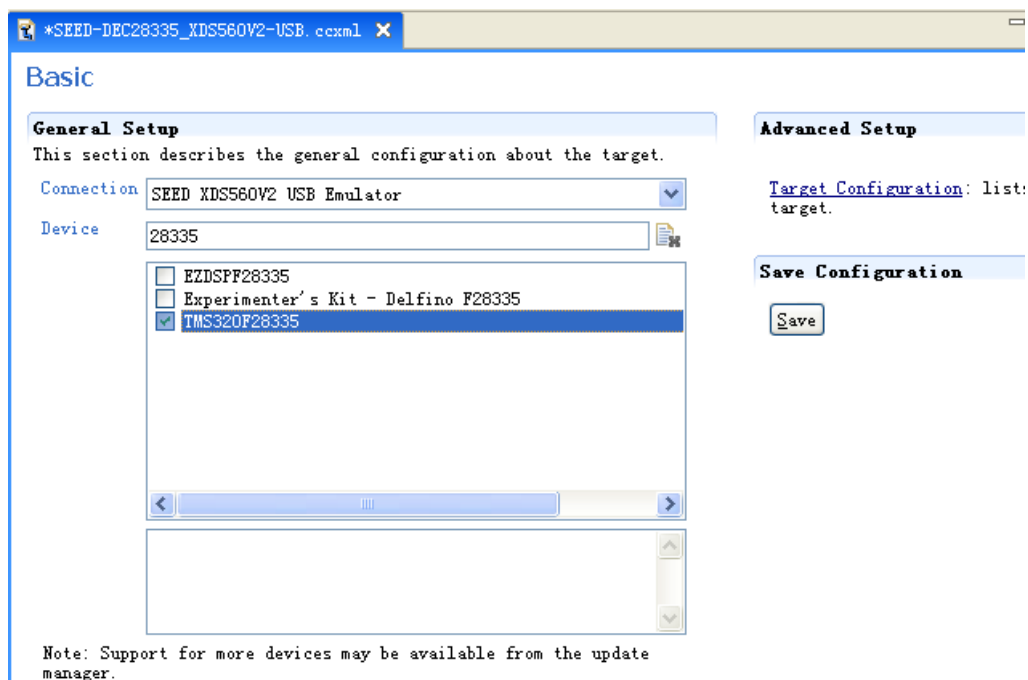 *SEED-DEC28335_XDS560V2-USB.ccxml
Basic
General Setup
This section describes the general configuration about the target.
Connection
SEED XDS560V2 USB Emulator
Device
28335
EZDSPF28335
Experimenter's Kit - Delfino F28335
TMS320F28335
Note: Support for more devices may be available from the update
manager.
Advanced Setup
Target Configuration: lists
target.
Save Configuration
Save